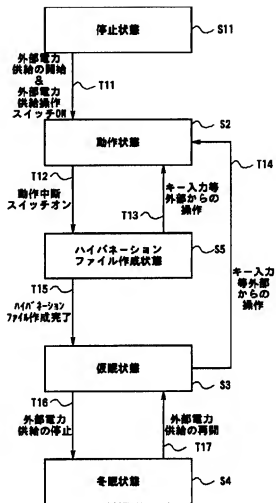 停止状態
S11
外部電力
供給の開始
&
外部電力
供給操作
スイッチON
T11
動作状態
S2
T12
動作中断
スイッチオン
キー入力等
外部からの
操作
T13
T14
ハイバネーション
ファイル作成状態
S5
キー入力
等外部
からの
操作
T15
ハイバネーション
ファイル作成完了
仮眠状態
S3
T16
外部電力
供給の停止
外部電力
供給の再開
T17
冬眠状態
S4